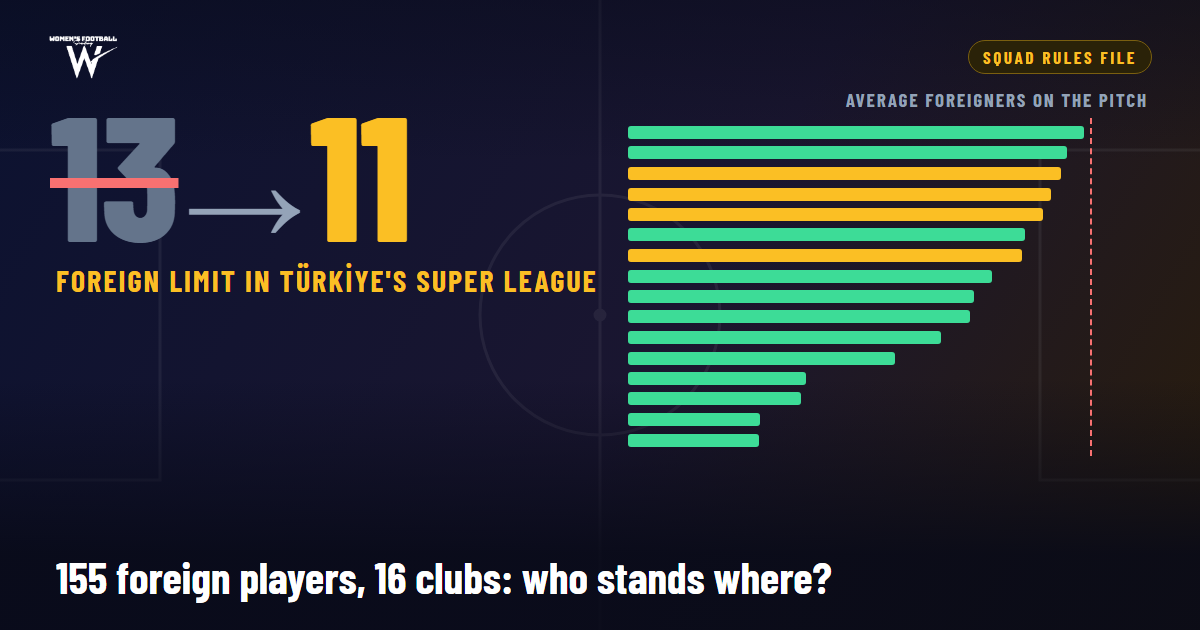 WOMEN'S FOOTBALL
W
SQUAD RULES FILE
AVERAGE FOREIGNERS ON THE PITCH
13 → 11
FOREIGN LIMIT IN TÜRKİYE'S SUPER LEAGUE
155 foreign players, 16 clubs: who stands where?